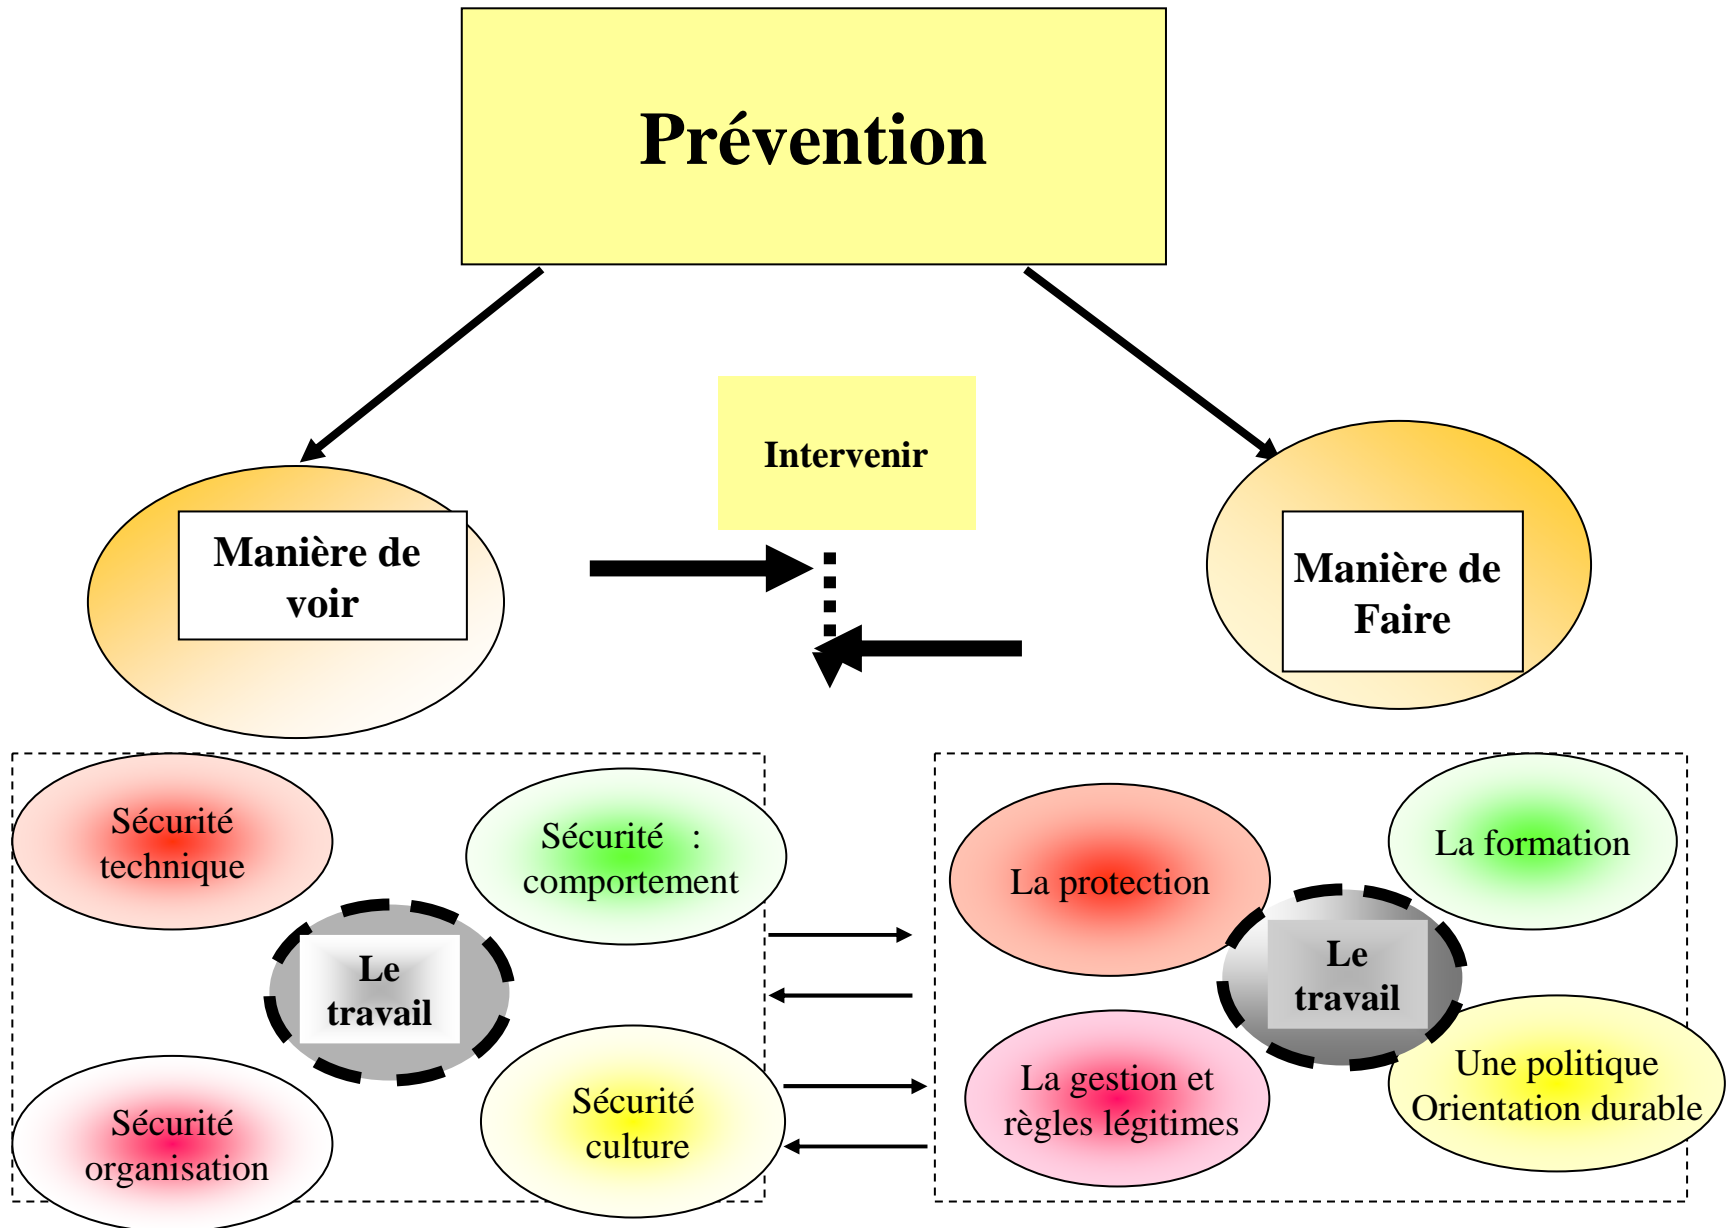 Prévention
Intervenir
Manière de
voir
Manière de
Faire
Sécurité
technique
Sécurité :
comportement
Le
travail
Sécurité
organisation
Sécurité
culture
La protection
La formation
Le
travail
La gestion et
règles légitimes
Une politique
Orientation durable